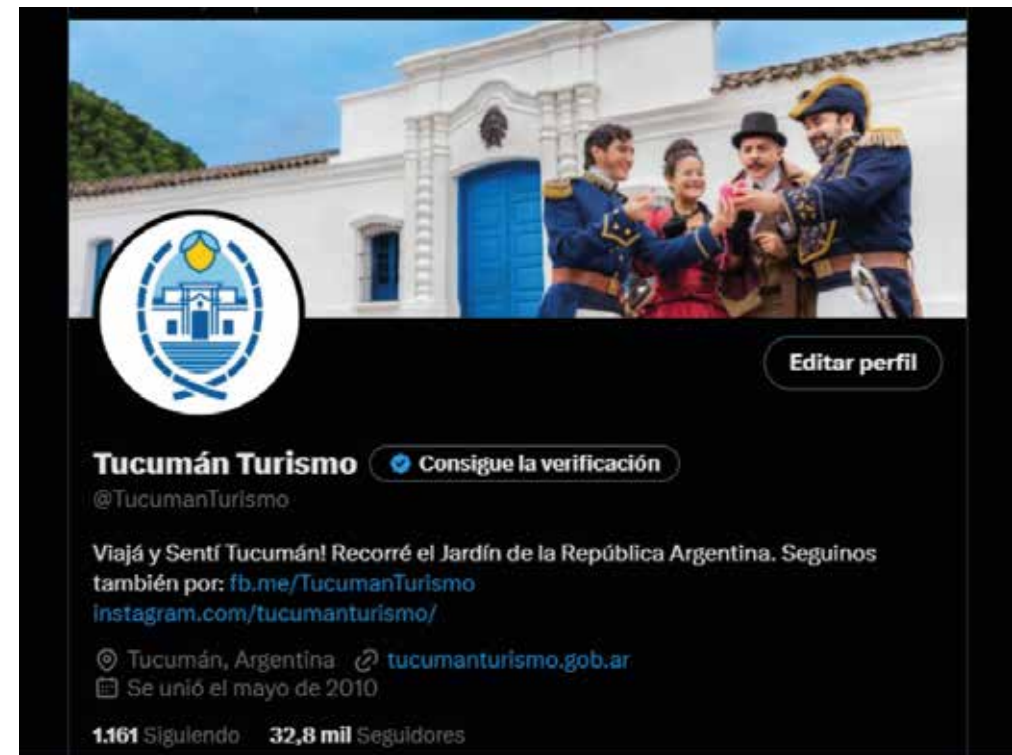 Editar perfil
Tucumán Turismo Consigue la verificación
@TucumanTurismo
Viajá y Sentí Tucumán! Recorré el Jardín de la República Argentina. Seguinos
también por: fb.me/TucumanTurismo
instagram.com/tucumanturismo/
Tucumán, Argentina tucumanturismo.gob.ar
Se unió el mayo de 2010
1.161 Siguiendo 32,8 mil Seguidores